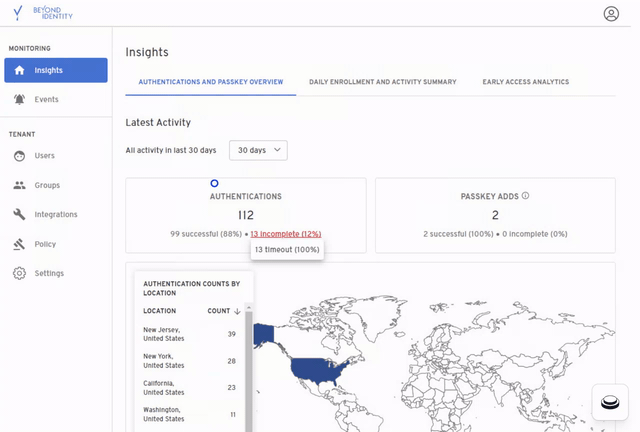 BEYOND
IDENTITY
MONITORING
Insights
Events
TENANT
Users
Groups
Integrations
Policy
Settings
Insights
AUTHENTICATIONS AND PASSKEY OVERVIEW
DAILY ENROLLMENT AND ACTIVITY SUMMARY
EARLY ACCESS ANALYTICS
Latest Activity
All activity in last 30 days
30 days
AUTHENTICATIONS
112
99 successful (88%) • 13 incomplete (12%)
13 timeout (100%)
PASSKEY ADDS
2
2 successful (100%) • 0 incomplete (0%)
AUTHENTICATION COUNTS BY
LOCATION
LOCATION COUNT
New Jersey,
United States
39
New York,
United States
28
California,
United States
23
Washington,
United States
11